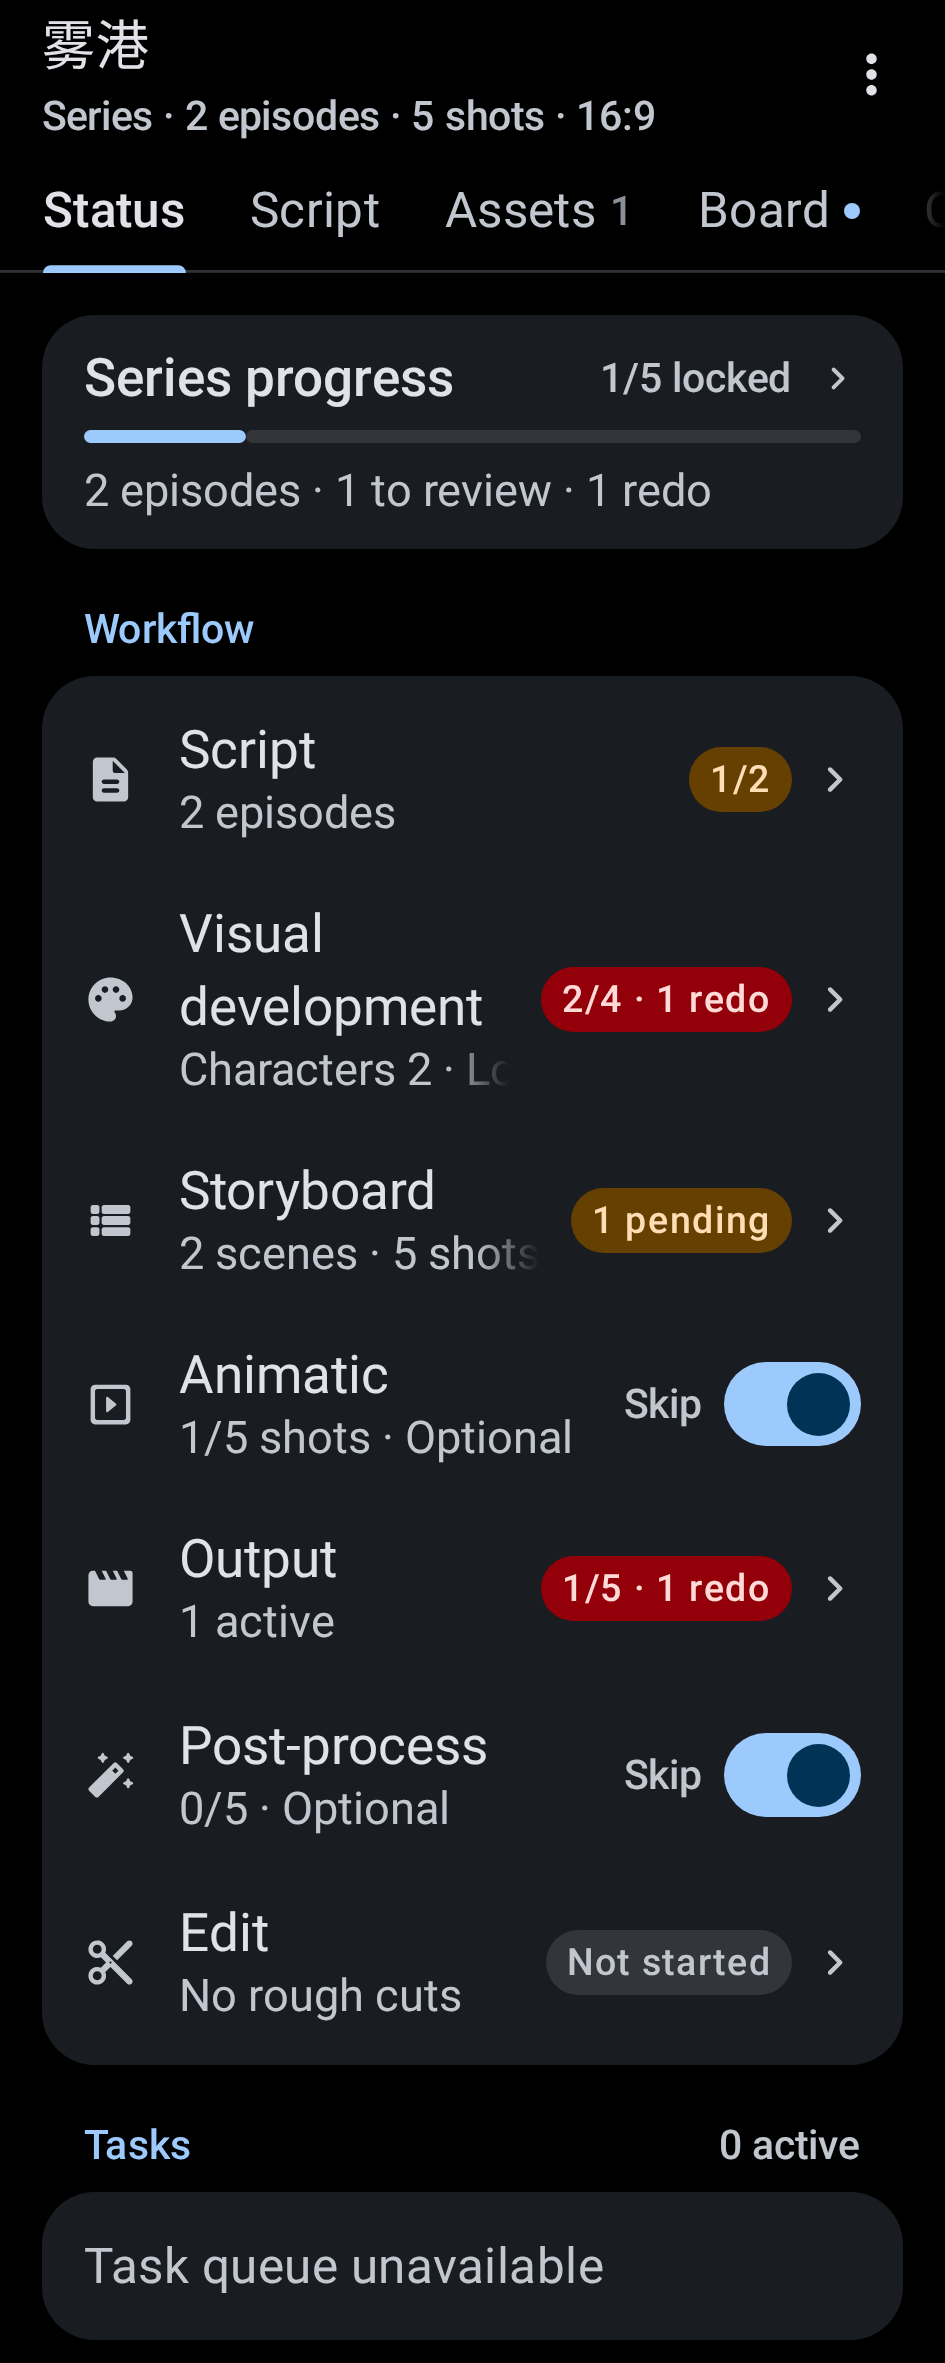 雾港
Series · 2 episodes · 5 shots · 16:9
Status Script Assets 1 Board
Series progress 1/5 locked
2 episodes · 1 to review · 1 redo
Workflow
Script
2 episodes
1/2
Visual
development
Characters 2 ·
2/4 · 1 redo
Storyboard
2 scenes · 5 shots
1 pending
Animatic
1/5 shots · Optional
Skip
Output
1 active
1/5 · 1 redo
Post-process
0/5 · Optional
Skip
Edit
No rough cuts
Not started
Tasks 0 active
Task queue unavailable